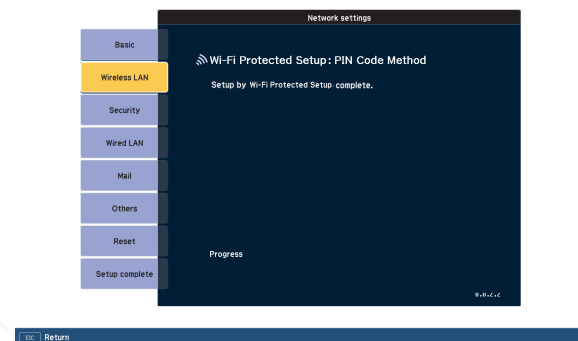 Network settings
Basic
Wireless LAN
Security
Wired LAN
Mail
Others
Reset
Setup complete
Wi-Fi Protected Setup: PIN Code Method
Setup by Wi-Fi Protected Setup complete.
Progress
ESC Return